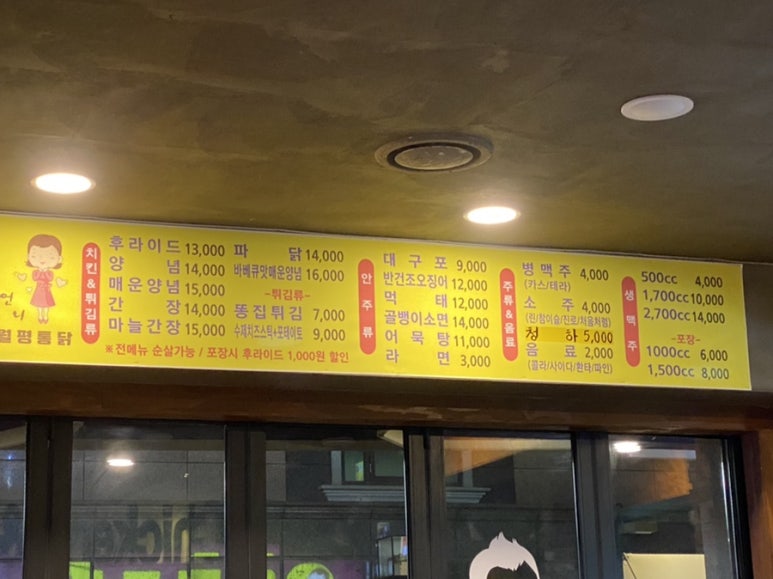 언니
월평통닭
치킨&튀김류
후라이드 13,000
양념 14,000
매운양념 15,000
간장 14,000
마늘간장 15,000
파닭 14,000
바베큐맛매운양념 16,000
-튀김류-
똥집튀김 7,000
수제치즈스틱+포테이토 9,000
※전메뉴 순살가능 / 포장시 후라이드 1,000원 할인
안주류
대구포 9,000
반건조오징어 12,000
먹태 12,000
골뱅이소면 14,000
어묵탕 11,000
라면 3,000
주류&음료
병맥주 4,000
(카스/테라)
소주 4,000
(린/참이슬/진로/처음처럼)
청하 5,000
음료 2,000
(콜라/사이다/환타/파인)
생맥주
500cc 4,000
1,700cc 10,000
2,700cc 14,000
-포장-
1000cc 6,000
1,500cc 8,000